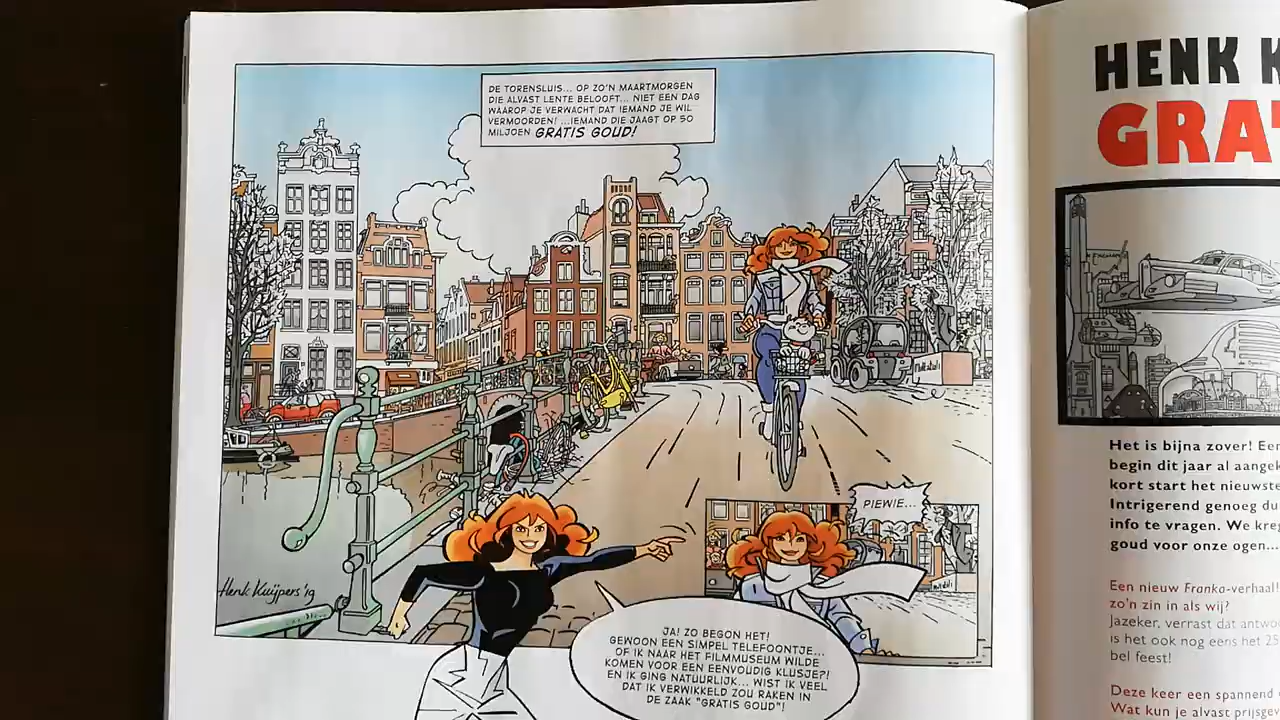 DE TORENSLUIS... OP ZO'N MAARTMORGEN
DIE ALVAST LENTE BELOOFT... NIET EEN DAG
WAAROP JE VERWACHT DAT IEMAND JE WIL
VERMOORDEN! ...IEMAND DIE JAAGT OP 50
MILJOEN GRATIS GOUD!
Multatuli
PIEWIE...
Henk Kuijpers '19
JA! ZO BEGON HET!
GEWOON EEN SIMPEL TELEFOONTJE...
OF IK NAAR HET FILMMUSEUM WILDE
KOMEN VOOR EEN EENVOUDIG KLUSJE?!
EN IK GING NATUURLIJK... WIST IK VEEL
DAT IK VERWIKKELD ZOU RAKEN IN
DE ZAAK "GRATIS GOUD"!
HENK K
GRA
Het is bijna zover! Een
begin dit jaar al aangek
kort start het nieuwste
Intrigerend genoeg du
info te vragen. We kre
goud voor onze ogen...
Een nieuw Franka-verhaal!
zo'n zin in als wij?
Jazeker, verrast dat antwo
is het ook nog eens het 25
bel feest!
Deze keer een spannend
Wat kun je alvast prijsgev